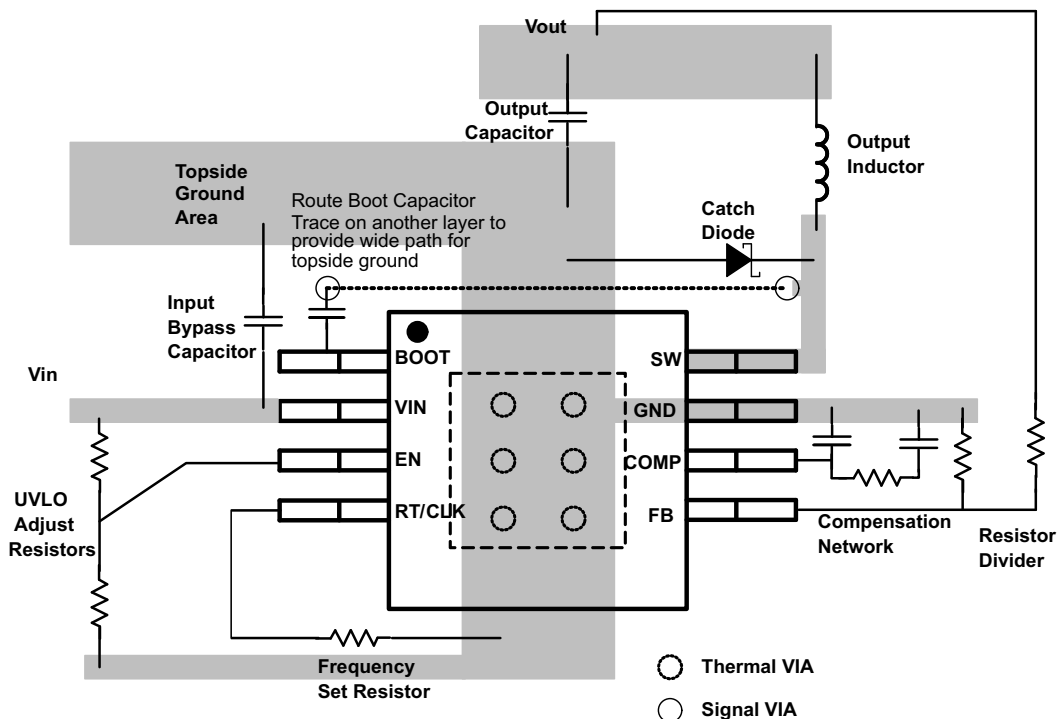 Vout
Output
Capacitor
Output
Inductor
Topside
Ground
Area
Route Boot Capacitor
Trace on another layer to
provide wide path for
topside ground
Catch
Diode
Input
Bypass
Capacitor
Vin
BOOT
VIN
EN
RT/CLK
SW
GND
COMP
FB
UVLO
Adjust
Resistors
Compensation
Network
Resistor
Divider
Frequency
Set Resistor
Thermal VIA
Signal VIA